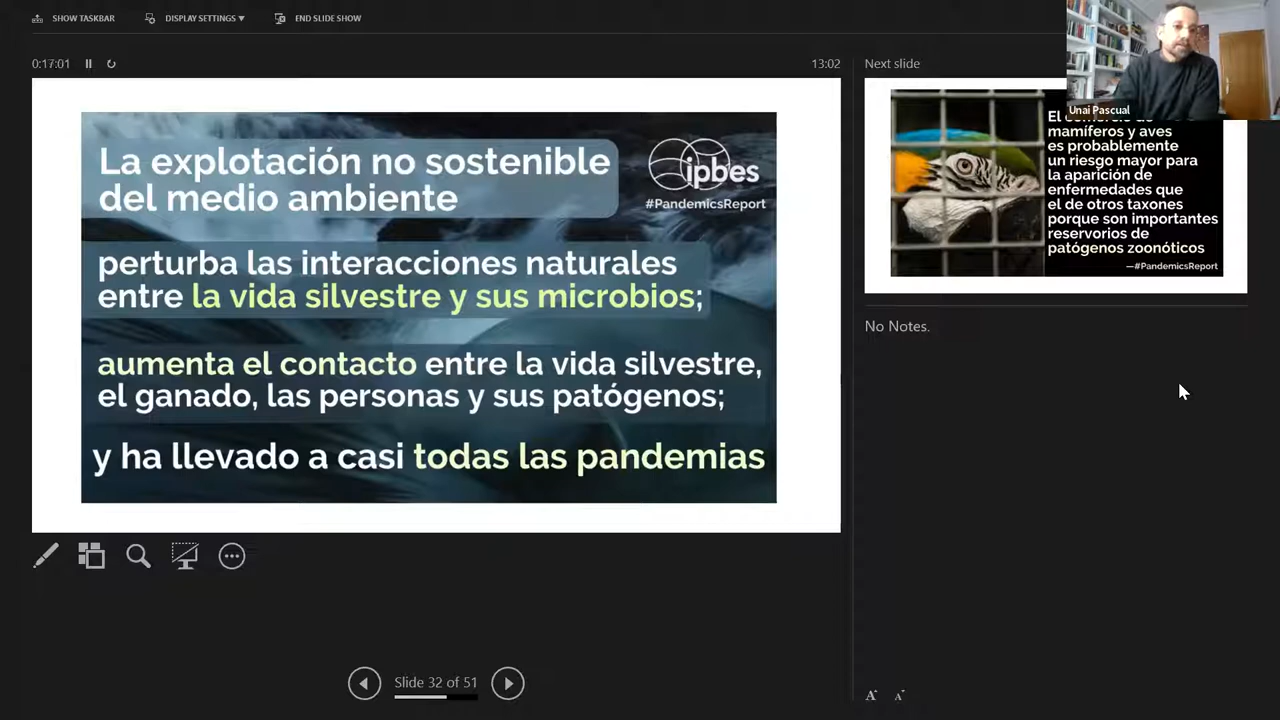 SHOW TASKBAR
DISPLAY SETTINGS ▼
END SLIDE SHOW
0:17:01
13:02
La explotación no sostenible
del medio ambiente
ipbes
#PandemicsReport
perturba las interacciones naturales
entre la vida silvestre y sus microbios;
aumenta el contacto entre la vida silvestre,
el ganado, las personas y sus patógenos;
y ha llevado a casi todas las pandemias
Slide 32 of 51
Next slide
Unai Pascual
El comercio de
mamíferos y aves
es probablemente
un riesgo mayor para
la aparición de
enfermedades que
el de otros taxones
porque son importantes
reservorios de
patógenos zoonóticos
—#PandemicsReport
No Notes.
A A